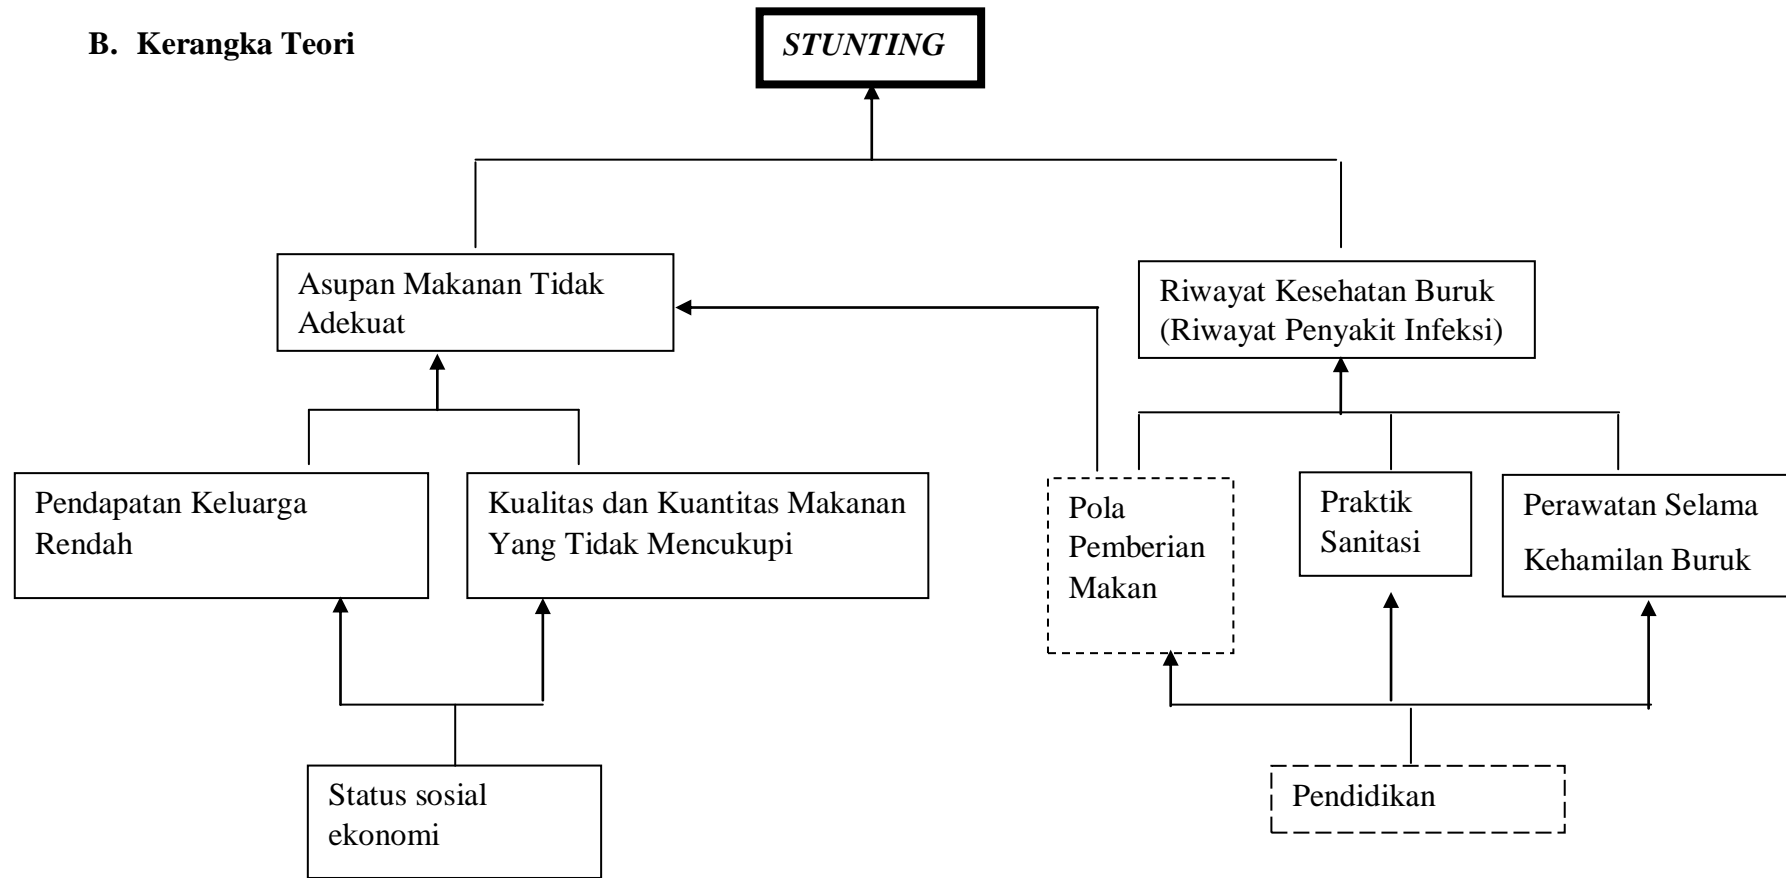 B. Kerangka Teori
STUNTING
Asupan Makanan Tidak
Adekuat
Riwayat Kesehatan Buruk
(Riwayat Penyakit Infeksi)
Pendapatan Keluarga
Rendah
Kualitas dan Kuantitas Makanan
Yang Tidak Mencukupi
Pola
Pemberian
Makan
Praktik
Sanitasi
Perawatan Selama
Kehamilan Buruk
Status sosial
ekonomi
Pendidikan